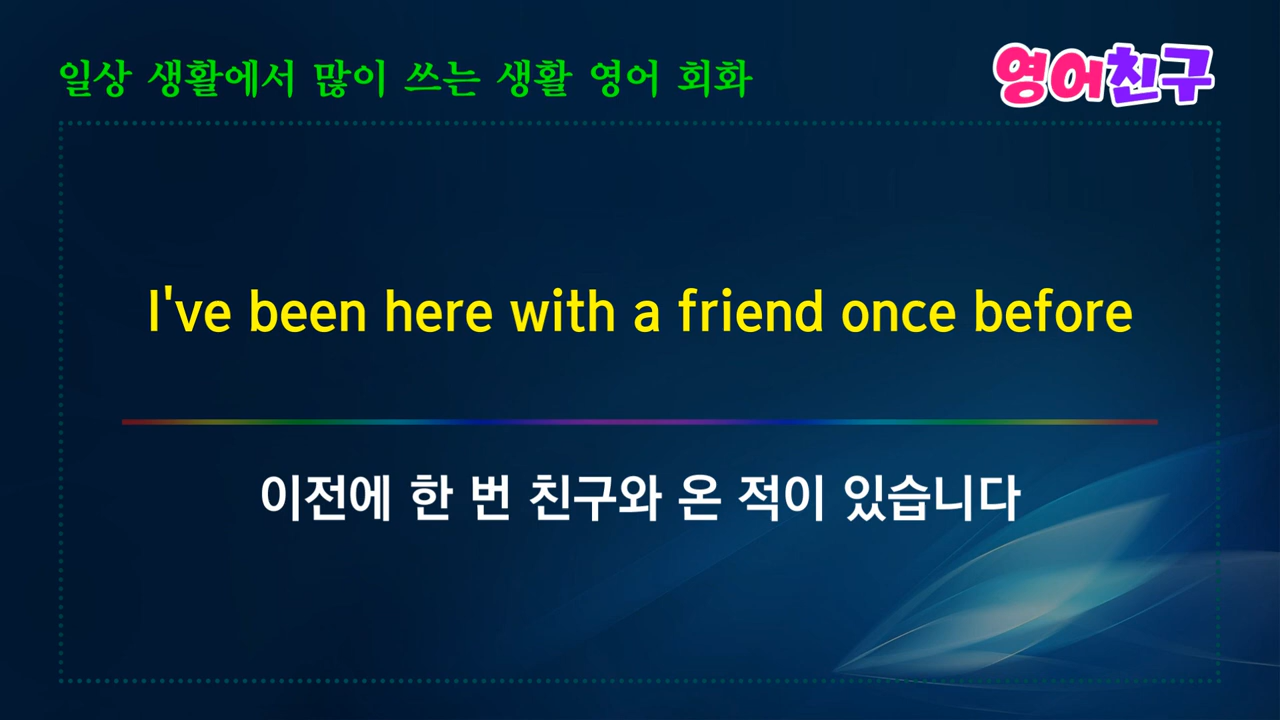 일상 생활에서 많이 쓰는 생활 영어 회화
영어친구
I've been here with a friend once before
이전에 한 번 친구와 온 적이 있습니다